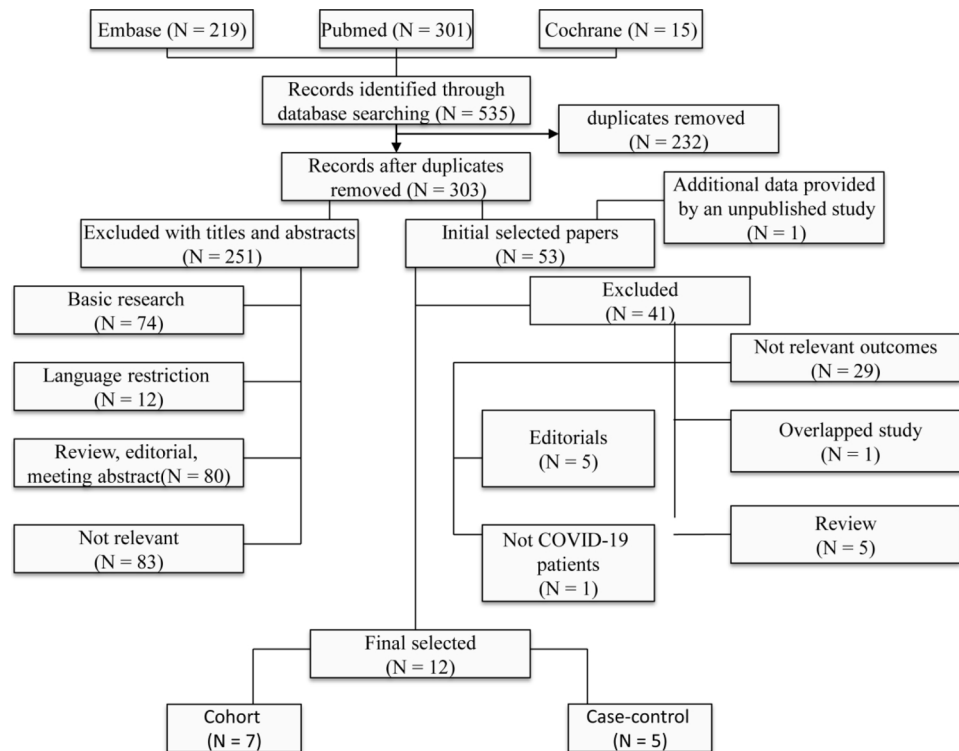 Embase (N = 219)
Pubmed (N = 301)
Cochrane (N = 15)
Records identified through
database searching (N = 535)
duplicates removed
(N = 232)
Records after duplicates
removed (N = 303)
Additional data provided
by an unpublished study
(N = 1)
Excluded with titles and abstracts
(N = 251)
Initial selected papers
(N = 53)
Basic research
(N = 74)
Excluded
(N = 41)
Not relevant outcomes
(N = 29)
Language restriction
(N = 12)
Editorials
(N = 5)
Overlapped study
(N = 1)
Review, editorial,
meeting abstract(N = 80)
Not relevant
(N = 83)
Not COVID-19
patients
(N = 1)
Review
(N = 5)
Final selected
(N = 12)
Cohort
(N = 7)
Case-control
(N = 5)